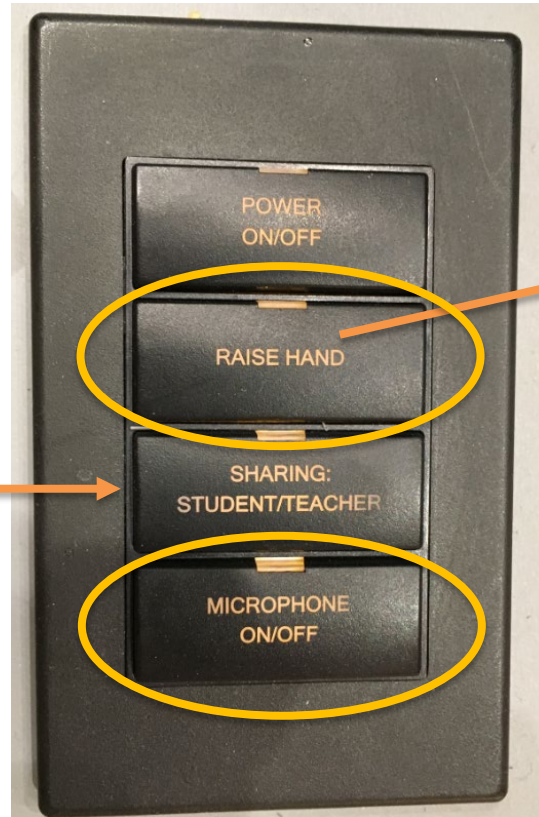 POWER
ON/OFF
RAISE HAND
SHARING:
STUDENT/TEACHER
MICROPHONE
ON/OFF